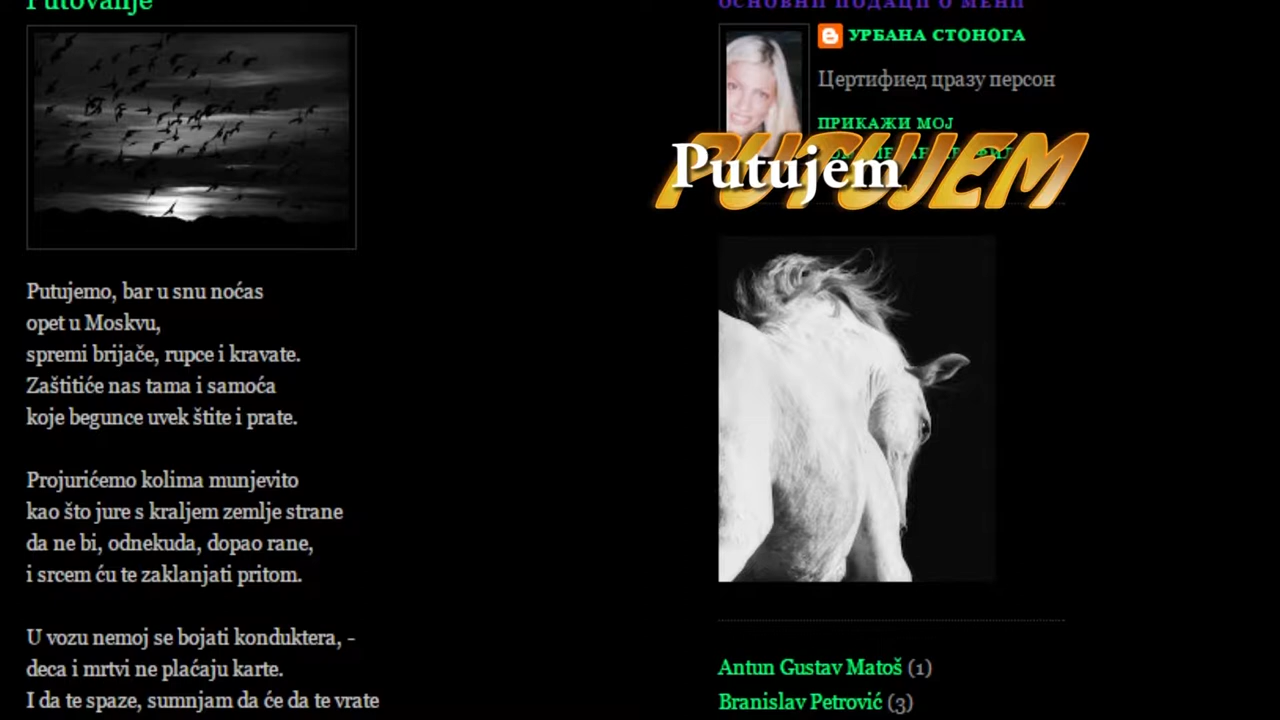 Putovanje
Putujemo, bar u snu noćas
opet u Moskvu,
spremi brijače, rupce i kravate.
Zaštitiće nas tama i samoća
koje begunce uvek štite i prate.
Projurićemo kolima munjevito
kao što jure s kraljem zemlje strane
da ne bi, odnekuda, dopao rane,
i srcem ću te zaklanjati pritom.
U vozu nemoj se bojati konduktera, -
deca i mrtvi ne plaćaju karte.
I da te spaze, sumnjam da će da te vrate
ОСНОВНИ ПОДАЦИ О МЕНИ
УРБАНА СТОНОГА
Цертифиед цразу персон
ПРИКАЖИ МОЈ
PUTUJEM
Putujem
Antun Gustav Matoš (1)
Branislav Petrović (3)